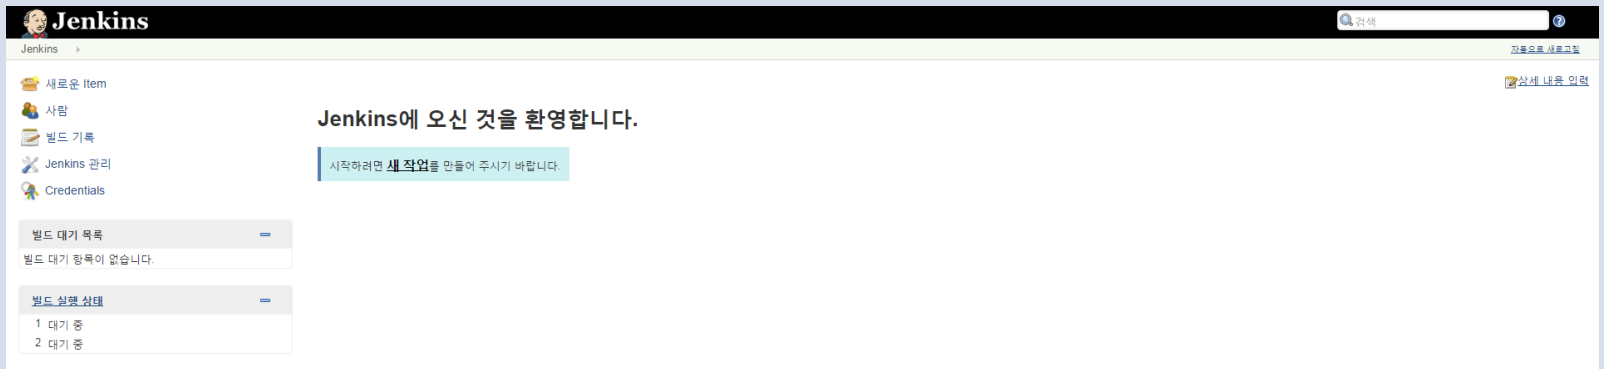 Jenkins
검색
Jenkins
자동으로 새로고침
새로운 Item
사람
빌드 기록
Jenkins 관리
Credentials
빌드 대기 목록
빌드 대기 항목이 없습니다.
빌드 실행 상태
1 대기 중
2 대기 중
상세 내용 입력
Jenkins에 오신 것을 환영합니다.
시작하려면 새 작업를 만들어 주시기 바랍니다.